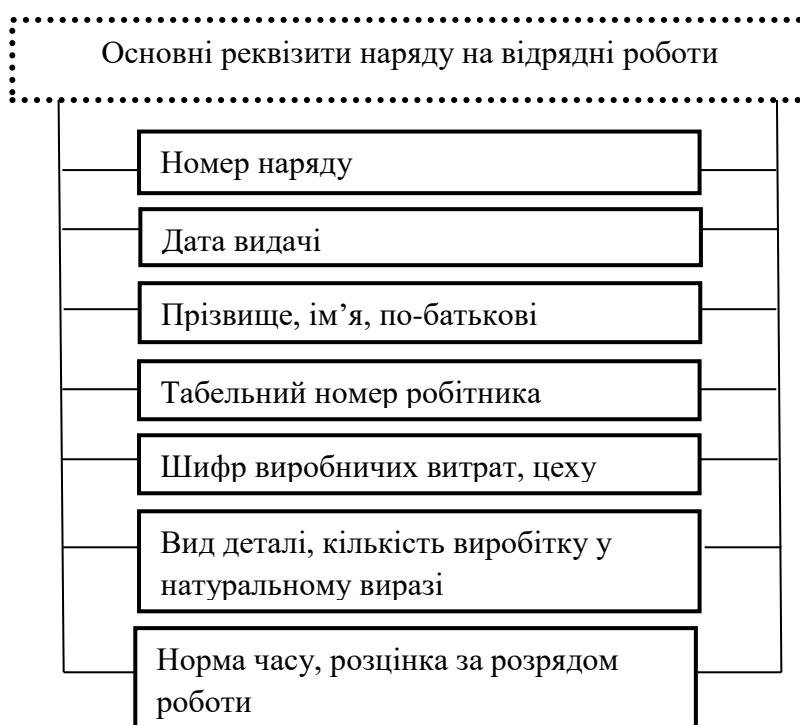 Основні реквізити наряду на відрядні роботи
Номер наряду
Дата видачі
Прізвище, ім’я, по-батькові
Табельний номер робітника
Шифр виробничих витрат, цеху
Вид деталі, кількість виробітку у
натуральному виразі
Норма часу, розцінка за розрядом
роботи